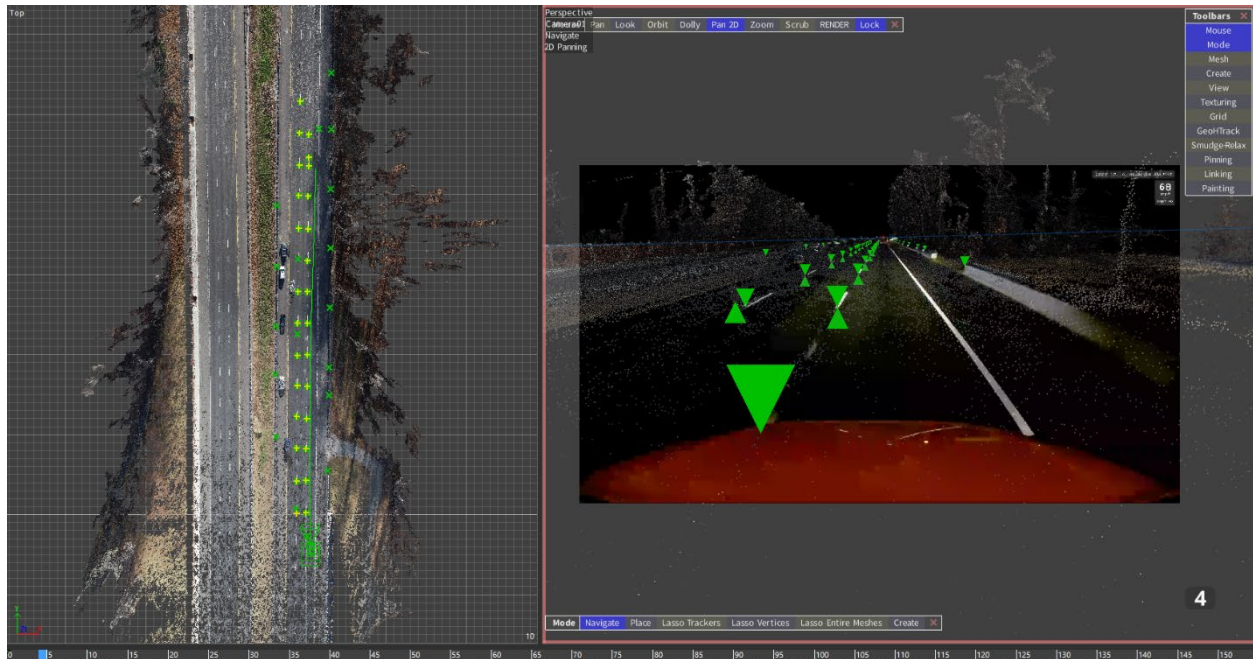 Top
10
Perspective
Camera01
Navigate
2D Panning
Pan Look Orbit Dolly Pan 2D Zoom Scrub RENDER Lock
Toolbars
Mouse
Mode
Mesh
Create
View
Texturing
Grid
GeoHTrack
Smudge-Relax
Pinning
Linking
Painting
68
4
Mode Navigate Place Lasso Trackers Lasso Vertices Lasso Entire Meshes Create
0 5 10 15 20 25 30 35 40 45 50 55 60 65 70 75 80 85 90 95 100 105 110 115 120 125 130 135 140 145 150